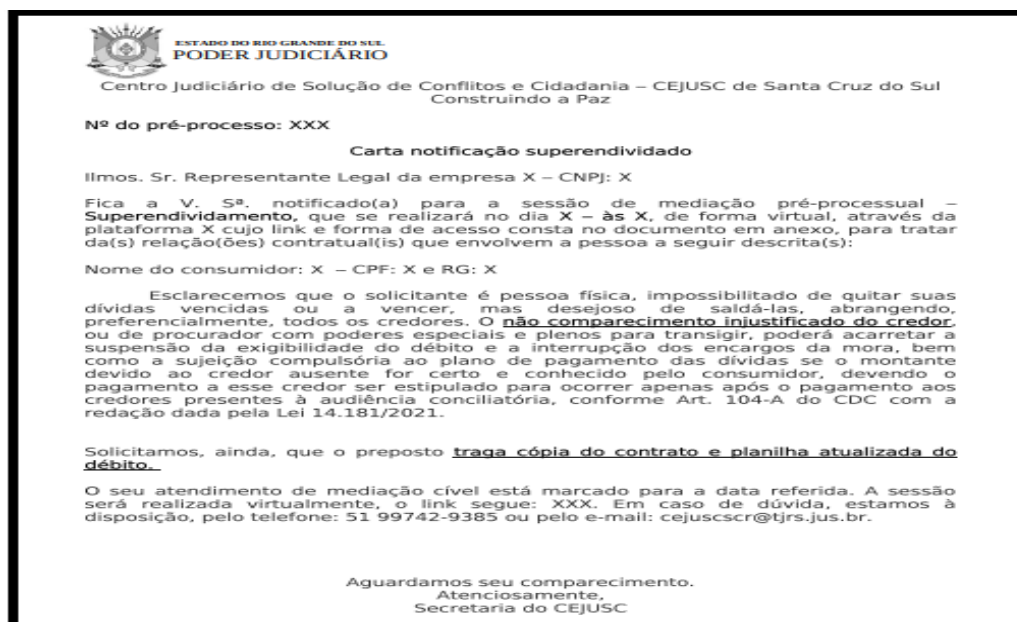 ESTADO DO RIO GRANDE DO SUL
PODER JUDICIÁRIO
Centro Judiciário de Solução de Conflitos e Cidadania – CEJUSC de Santa Cruz do Sul
Construindo a Paz
Nº do pré-processo: XXX
Carta notificação superendividado
Ilmos. Sr. Representante Legal da empresa X – CNPJ: X
Fica a V. Sª. notificado(a) para a sessão de mediação pré-processual –
Superendividamento, que se realizará no dia X – às X, de forma virtual, através da
plataforma X cujo link e forma de acesso consta no documento em anexo, para tratar
da(s) relação(ões) contratual(is) que envolvem a pessoa a seguir descrita(s):
Nome do consumidor: X – CPF: X e RG: X
Esclarecemos que o solicitante é pessoa física, impossibilitado de quitar suas
dívidas vencidas ou a vencer, mas desejoso de saldá-las, abrangendo,
preferencialmente, todos os credores. O não comparecimento injustificado do credor,
ou de procurador com poderes especiais e plenos para transigir, poderá acarretar a
suspensão da exigibilidade do débito e a interrupção dos encargos da mora, bem
como a sujeição compulsória ao plano de pagamento das dívidas se o montante
devido ao credor ausente for certo e conhecido pelo consumidor, devendo o
pagamento a esse credor ser estipulado para ocorrer apenas após o pagamento aos
credores presentes à audiência conciliatória, conforme Art. 104-A do CDC com a
redação dada pela Lei 14.181/2021.
Solicitamos, ainda, que o preposto traga cópia do contrato e planilha atualizada do
débito.
O seu atendimento de mediação cível está marcado para a data referida. A sessão
será realizada virtualmente, o link segue: XXX. Em caso de dúvida, estamos à
disposição, pelo telefone: 51 99742-9385 ou pelo e-mail: cejuscscr@tjrs.jus.br.
Aguardamos seu comparecimento.
Atenciosamente,
Secretaria do CEJUSC